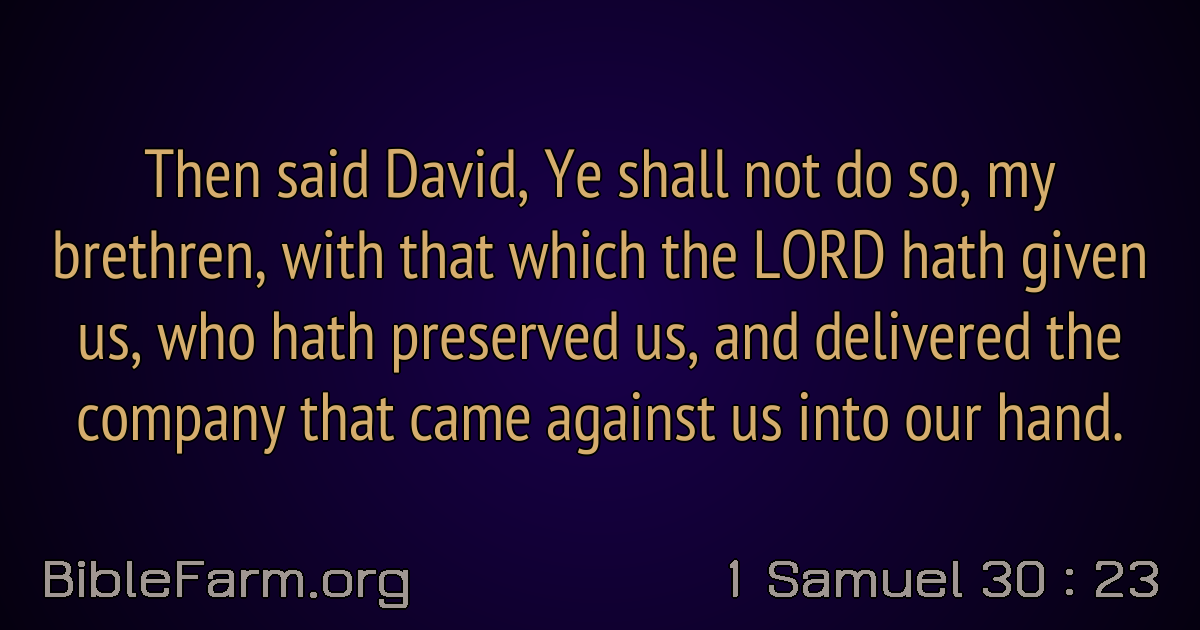 Then said David, Ye shall not do so, my
brethren, with that which the LORD hath given
us, who hath preserved us, and delivered the
company that came against us into our hand.
BibleFarm.org
1 Samuel 30 : 23